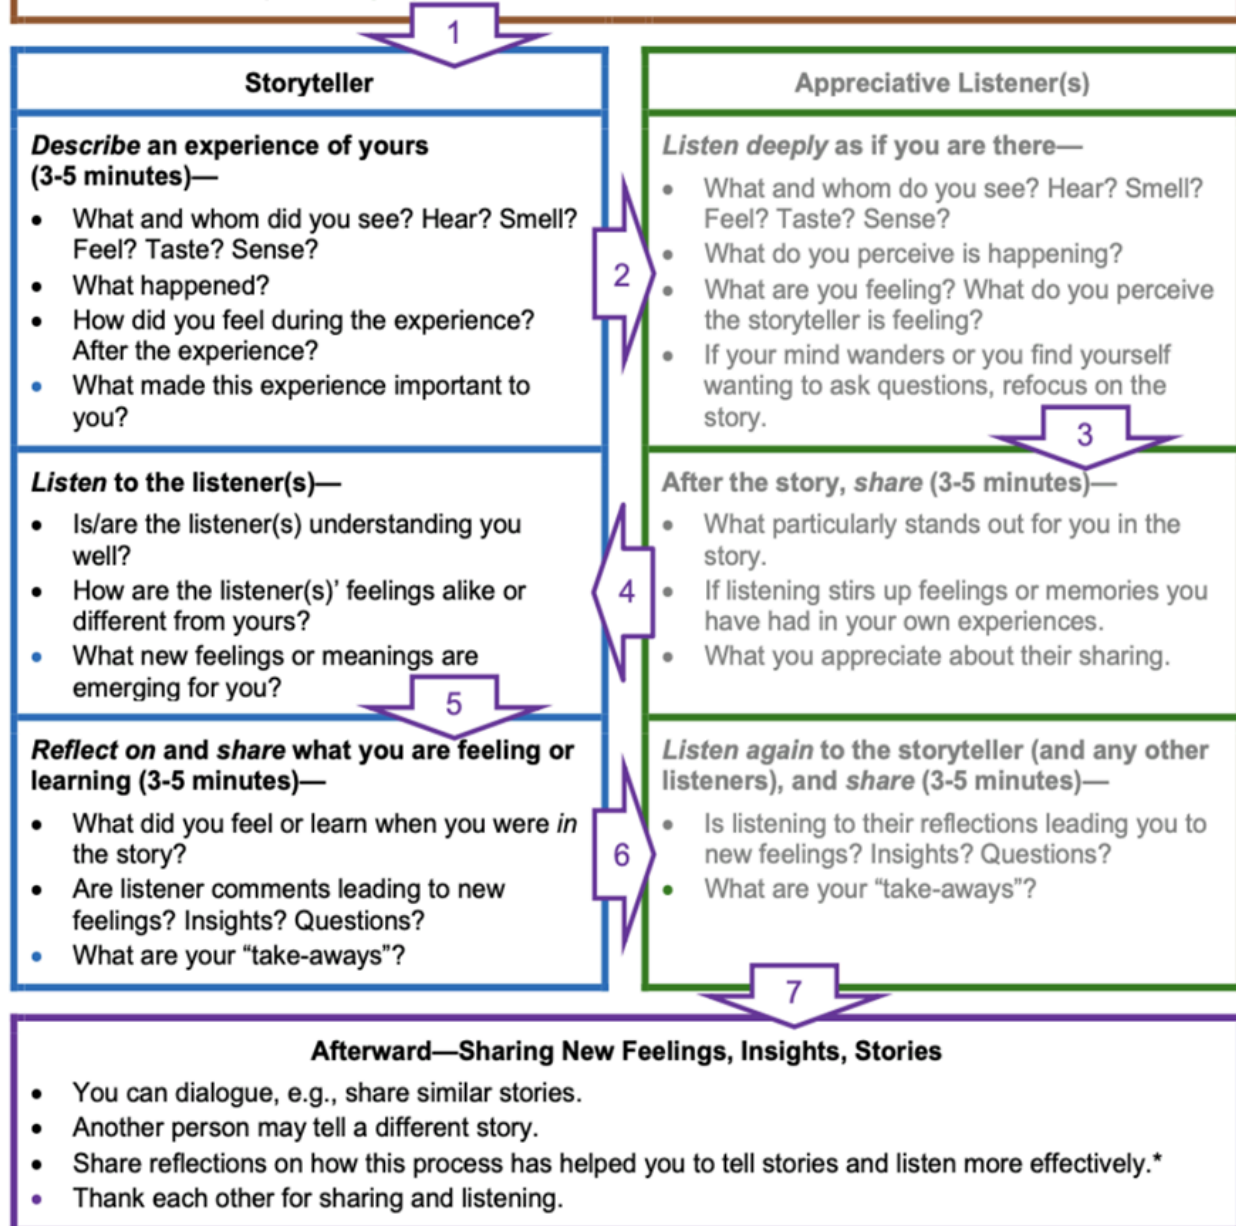 1
Storyteller
Describe an experience of yours
(3-5 minutes)—
• What and whom did you see? Hear? Smell?
Feel? Taste? Sense?
• What happened?
• How did you feel during the experience?
After the experience?
• What made this experience important to
you?
2
Appreciative Listener(s)
Listen deeply as if you are there—
• What and whom do you see? Hear? Smell?
Feel? Taste? Sense?
• What do you perceive is happening?
• What are you feeling? What do you perceive
the storyteller is feeling?
• If your mind wanders or you find yourself
wanting to ask questions, refocus on the
story.
3
After the story, share (3-5 minutes)—
• What particularly stands out for you in the
story.
• If listening stirs up feelings or memories you
have had in your own experiences.
• What you appreciate about their sharing.
4
Listen to the listener(s)—
• Is/are the listener(s) understanding you
well?
• How are the listener(s)’ feelings alike or
different from yours?
• What new feelings or meanings are
emerging for you?
5
Reflect on and share what you are feeling or
learning (3-5 minutes)—
• What did you feel or learn when you were in
the story?
• Are listener comments leading to new
feelings? Insights? Questions?
• What are your “take-aways”?
6
Listen again to the storyteller (and any other
listeners), and share (3-5 minutes)—
• Is listening to their reflections leading you to
new feelings? Insights? Questions?
• What are your “take-aways”?
7
Afterward—Sharing New Feelings, Insights, Stories
• You can dialogue, e.g., share similar stories.
• Another person may tell a different story.
• Share reflections on how this process has helped you to tell stories and listen more effectively.*
• Thank each other for sharing and listening.